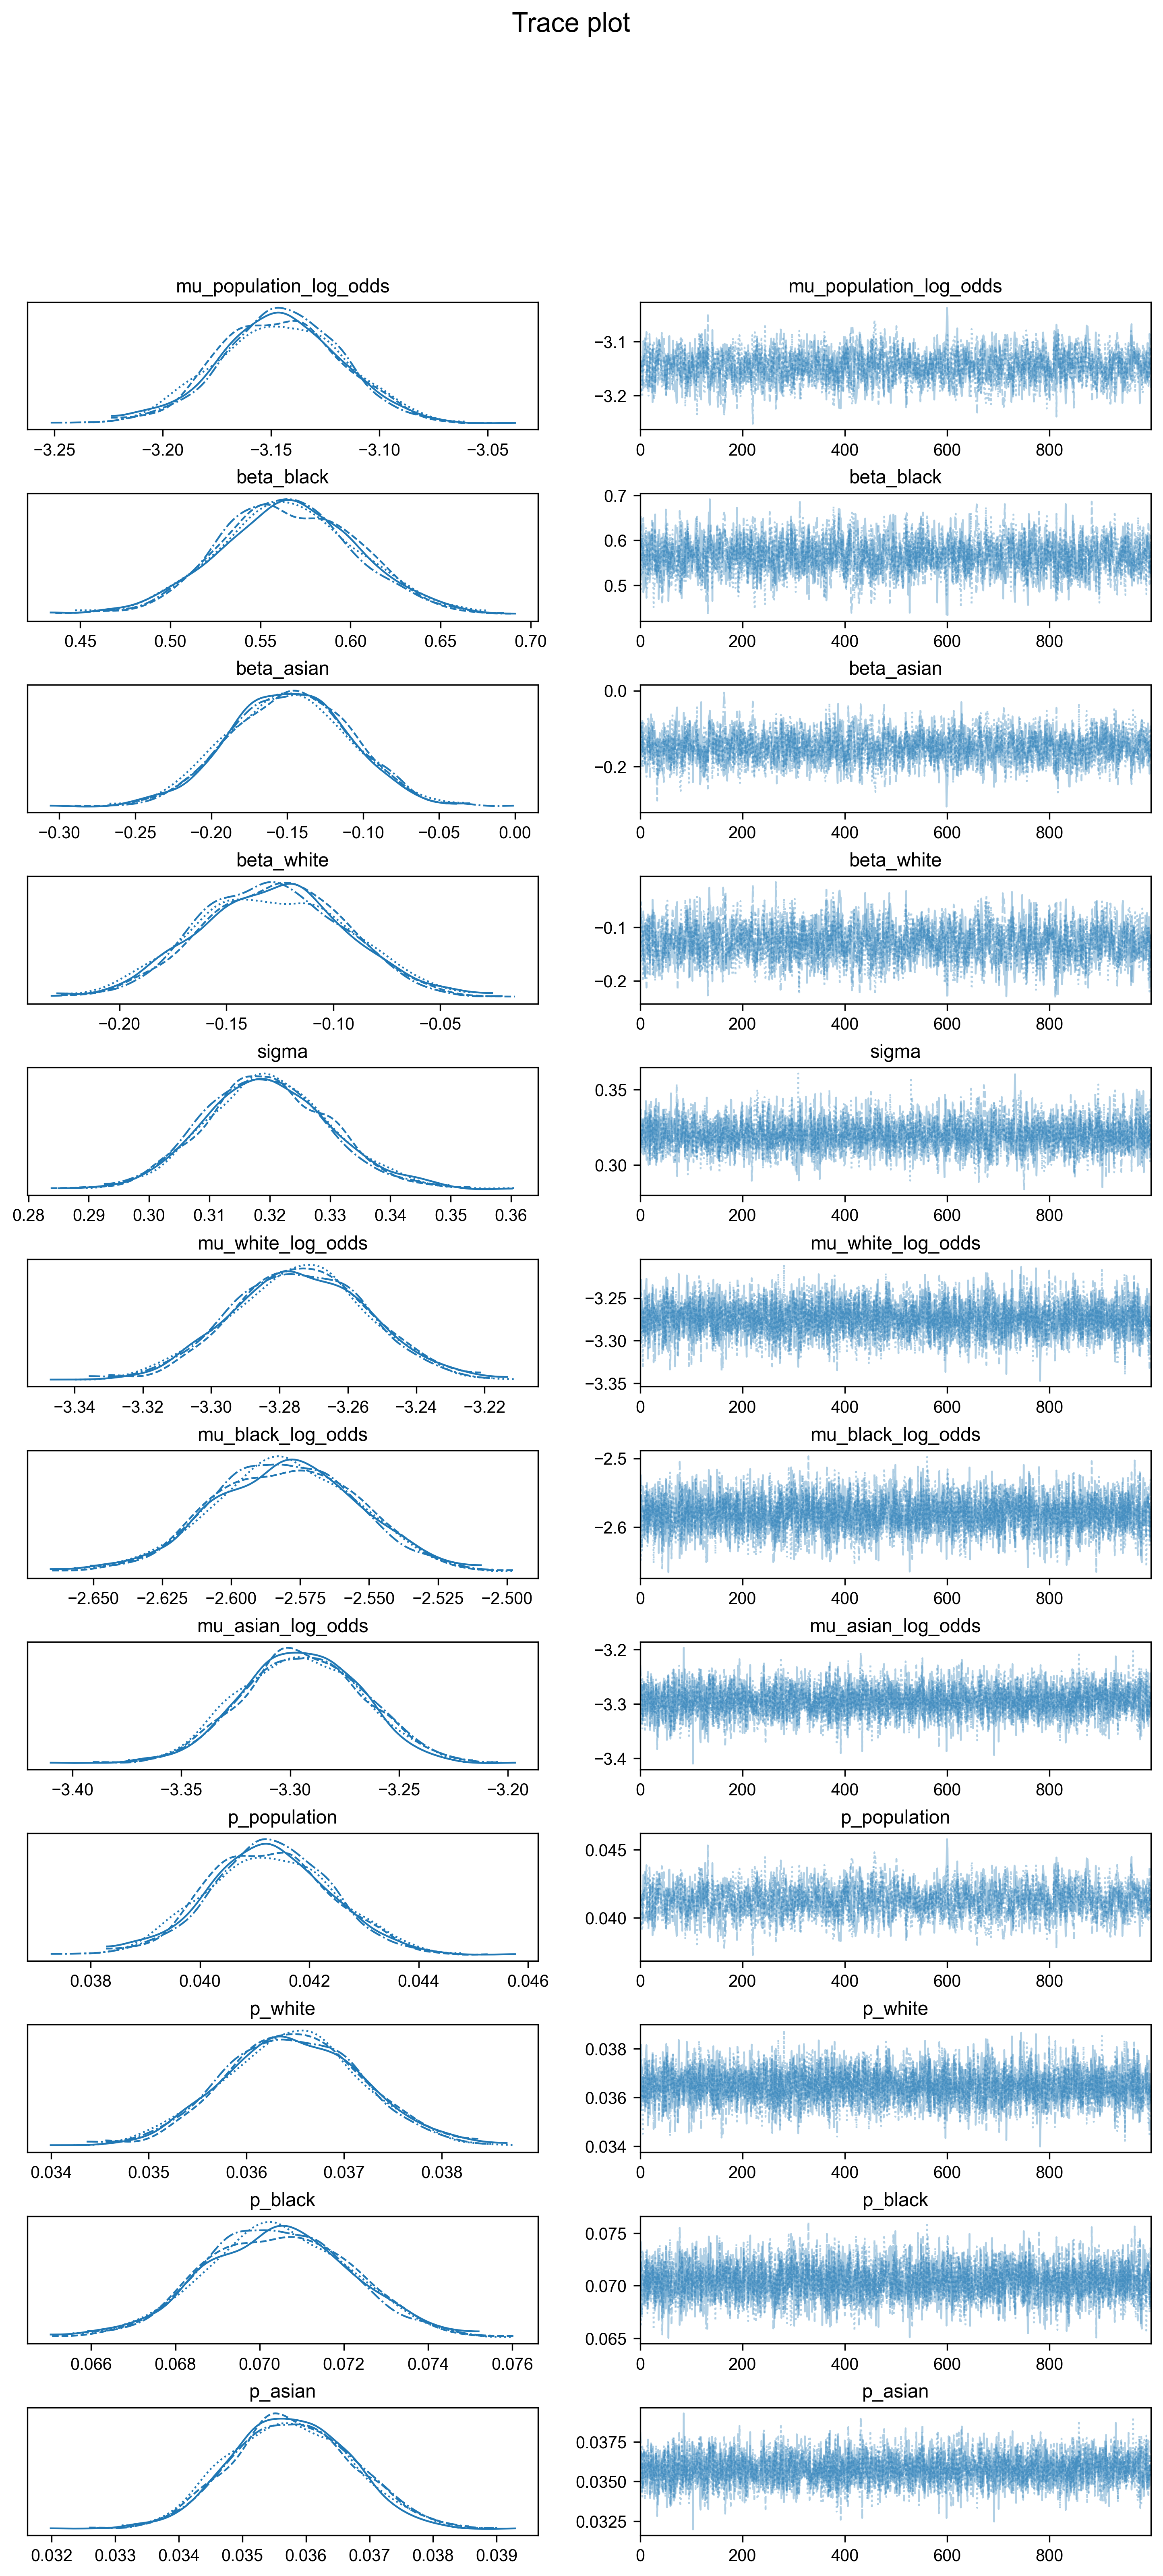 Trace plot
mu_population_log_odds mu_population_log_odds
−3.1
−3.2
−3.25 −3.20 −3.15 −3.10 −3.05 0 200 400 600 800
beta_black beta_black
0.7
0.6
0.5
0.45 0.50 0.55 0.60 0.65 0.70 0 200 400 600 800
beta_asian beta_asian
0.0
−0.2
−0.30 −0.25 −0.20 −0.15 −0.10 −0.05 0.00 0 200 400 600 800
beta_white beta_white
−0.1
−0.2
−0.20 −0.15 −0.10 −0.05 0 200 400 600 800
sigma sigma
0.35
0.30
0.28 0.29 0.30 0.31 0.32 0.33 0.34 0.35 0.36 0 200 400 600 800
mu_white_log_odds mu_white_log_odds
−3.25
−3.30
−3.35
−3.34 −3.32 −3.30 −3.28 −3.26 −3.24 −3.22 0 200 400 600 800
mu_black_log_odds mu_black_log_odds
−2.5
−2.6
−2.650 −2.625 −2.600 −2.575 −2.550 −2.525 −2.500 0 200 400 600 800
mu_asian_log_odds mu_asian_log_odds
−3.2
−3.3
−3.4
−3.40 −3.35 −3.30 −3.25 −3.20 0 200 400 600 800
p_population p_population
0.045
0.040
0.038 0.040 0.042 0.044 0.046 0 200 400 600 800
p_white p_white
0.038
0.036
0.034
0.034 0.035 0.036 0.037 0.038 0 200 400 600 800
p_black p_black
0.075
0.070
0.065
0.066 0.068 0.070 0.072 0.074 0.076 0 200 400 600 800
p_asian p_asian
0.0375
0.0350
0.0325
0.032 0.033 0.034 0.035 0.036 0.037 0.038 0.039 0 200 400 600 800